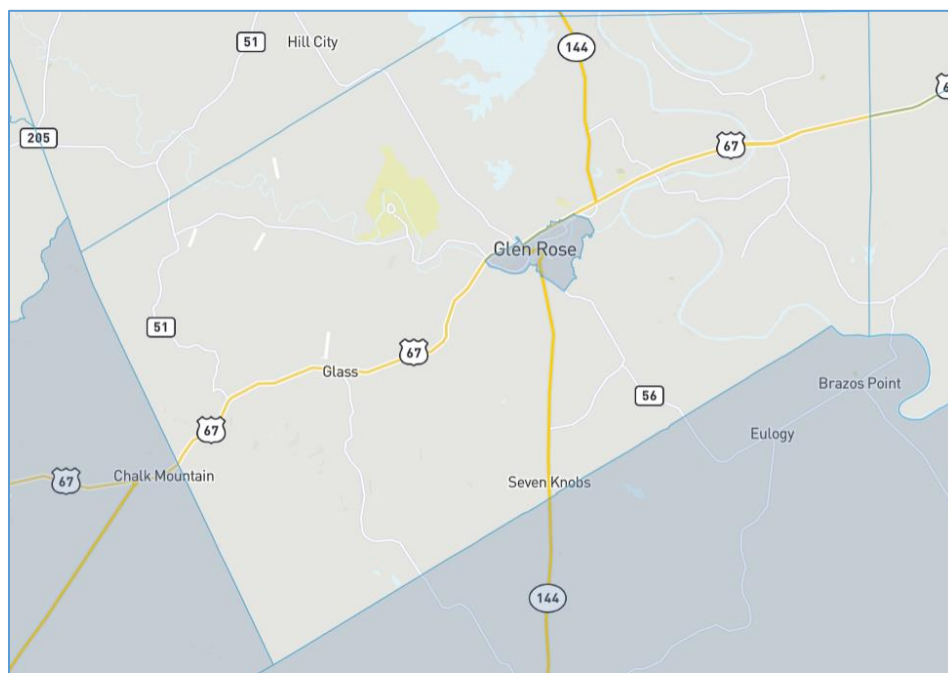 51
Hill City
144
205
67
6
Glen Rose
51
67
Glass
Brazos Point
56
67
Eulogy
Chalk Mountain
67
Seven Knobs
144